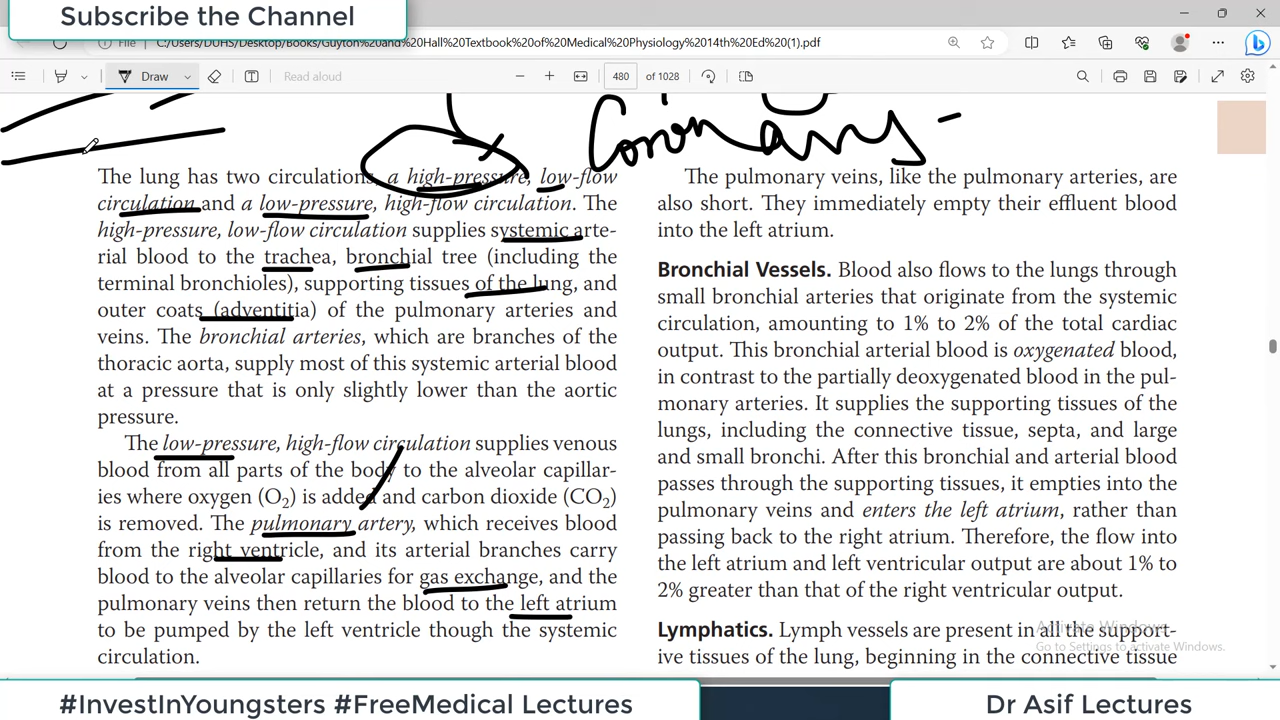 Subscribe the Channel
File
C:/Users/DUHS/Desktop/Books/Guyton%20and%20Hall%20Textbook%20of%20Medical%20Physiology%2014th%20Ed%20(1).pdf
Draw
Read aloud
480 of 1028
The lung has two circulations, a high-pressure, low-flow
circulation and a low-pressure, high-flow circulation. The
high-pressure, low-flow circulation supplies systemic arte-
rial blood to the trachea, bronchial tree (including the
terminal bronchioles), supporting tissues of the lung, and
outer coats (adventitia) of the pulmonary arteries and
veins. The bronchial arteries, which are branches of the
thoracic aorta, supply most of this systemic arterial blood
at a pressure that is only slightly lower than the aortic
pressure.
The low-pressure, high-flow circulation supplies venous
blood from all parts of the body to the alveolar capillar-
ies where oxygen (O2) is added and carbon dioxide (CO2)
is removed. The pulmonary artery, which receives blood
from the right ventricle, and its arterial branches carry
blood to the alveolar capillaries for gas exchange, and the
pulmonary veins then return the blood to the left atrium
to be pumped by the left ventricle though the systemic
circulation.
The pulmonary veins, like the pulmonary arteries, are
also short. They immediately empty their effluent blood
into the left atrium.
Bronchial Vessels. Blood also flows to the lungs through
small bronchial arteries that originate from the systemic
circulation, amounting to 1% to 2% of the total cardiac
output. This bronchial arterial blood is oxygenated blood,
in contrast to the partially deoxygenated blood in the pul-
monary arteries. It supplies the supporting tissues of the
lungs, including the connective tissue, septa, and large
and small bronchi. After this bronchial and arterial blood
passes through the supporting tissues, it empties into the
pulmonary veins and enters the left atrium, rather than
passing back to the right atrium. Therefore, the flow into
the left atrium and left ventricular output are about 1% to
2% greater than that of the right ventricular output.
Lymphatics. Lymph vessels are present in all the support-
ive tissues of the lung, beginning in the connective tissue
Activate Windows
Go to Settings to activate Windows.
#InvestInYoungsters #FreeMedical Lectures
Dr Asif Lectures